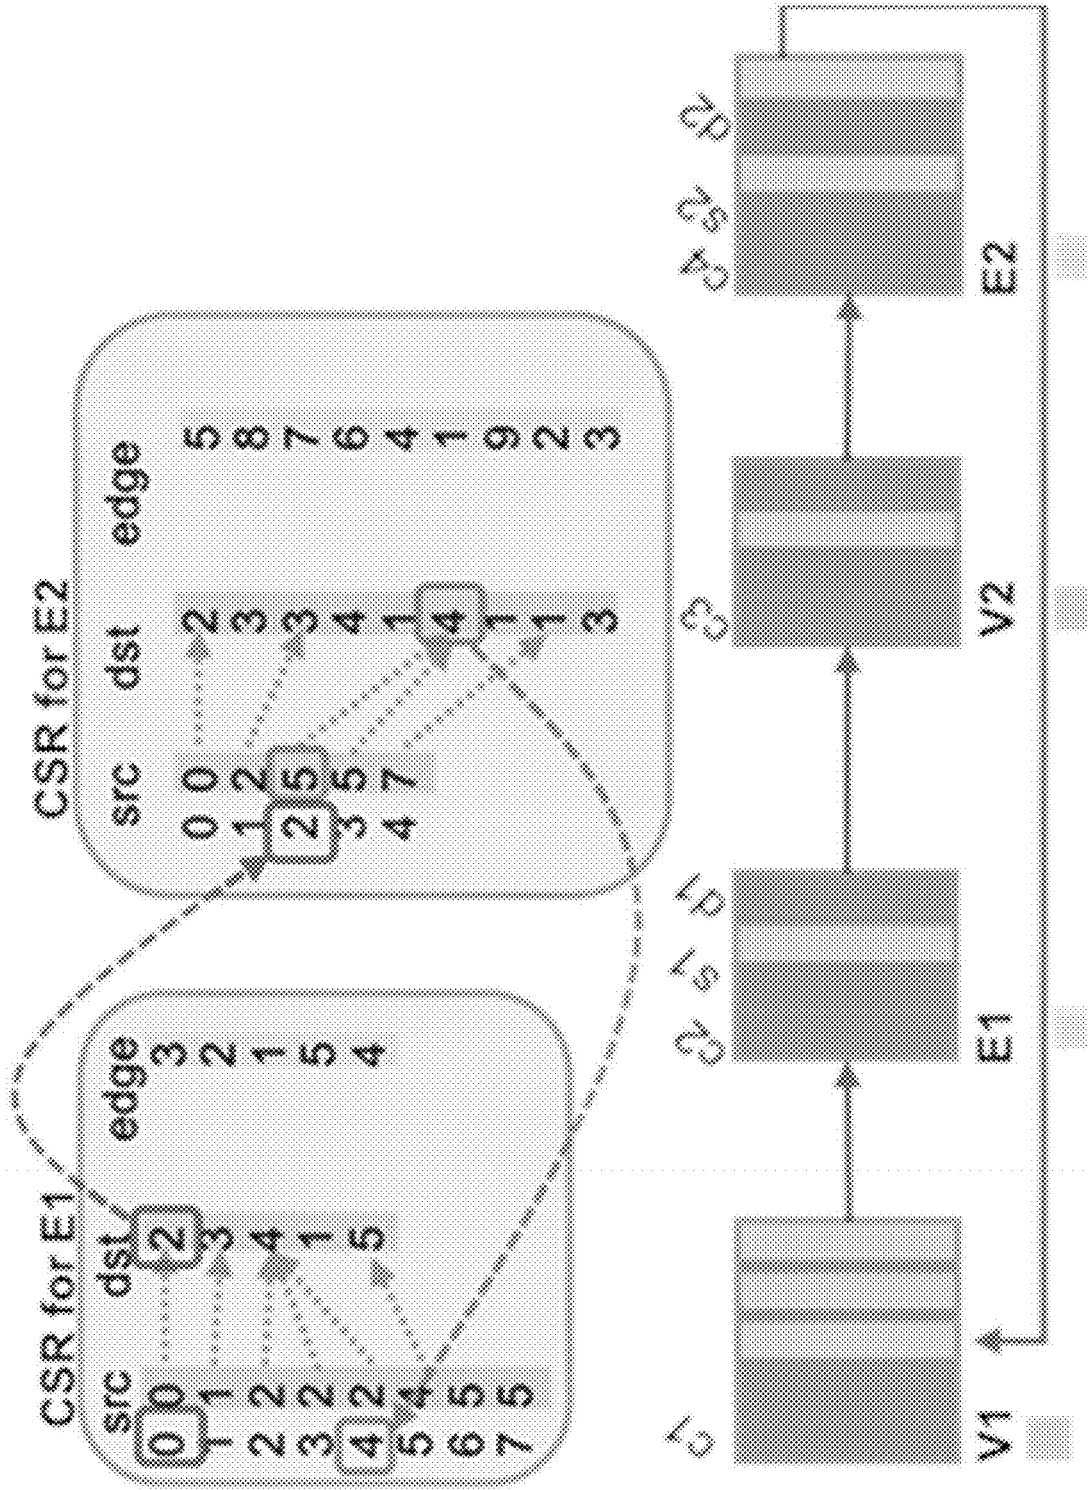 CSR for E1
src dst edge
0 0 2 3
1 1 3 2
2 2 4 1
3 2 1 5
4 2 5 4
5 4
6 5
7 5
CSR for E2
src dst edge
0 0 2 5
1 2 3 8
2 5 3 7
3 5 4 6
4 7 1 4
4 1
1 9
1 2
3 3
c1
c2 s1 d1
c3
c4 s2 d2
V1
E1
V2
E2